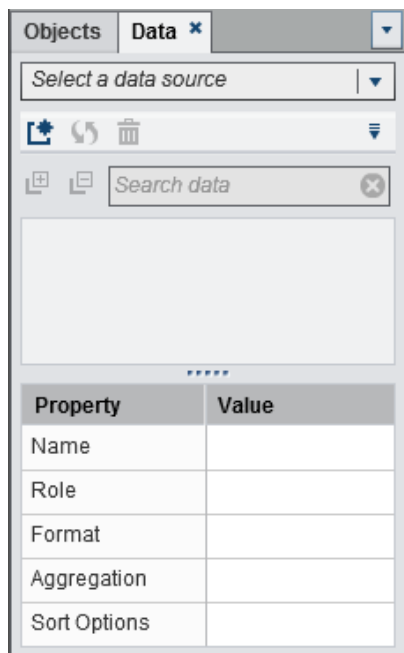 Objects Data
Select a data source
Search data
Property Value
Name
Role
Format
Aggregation
Sort Options